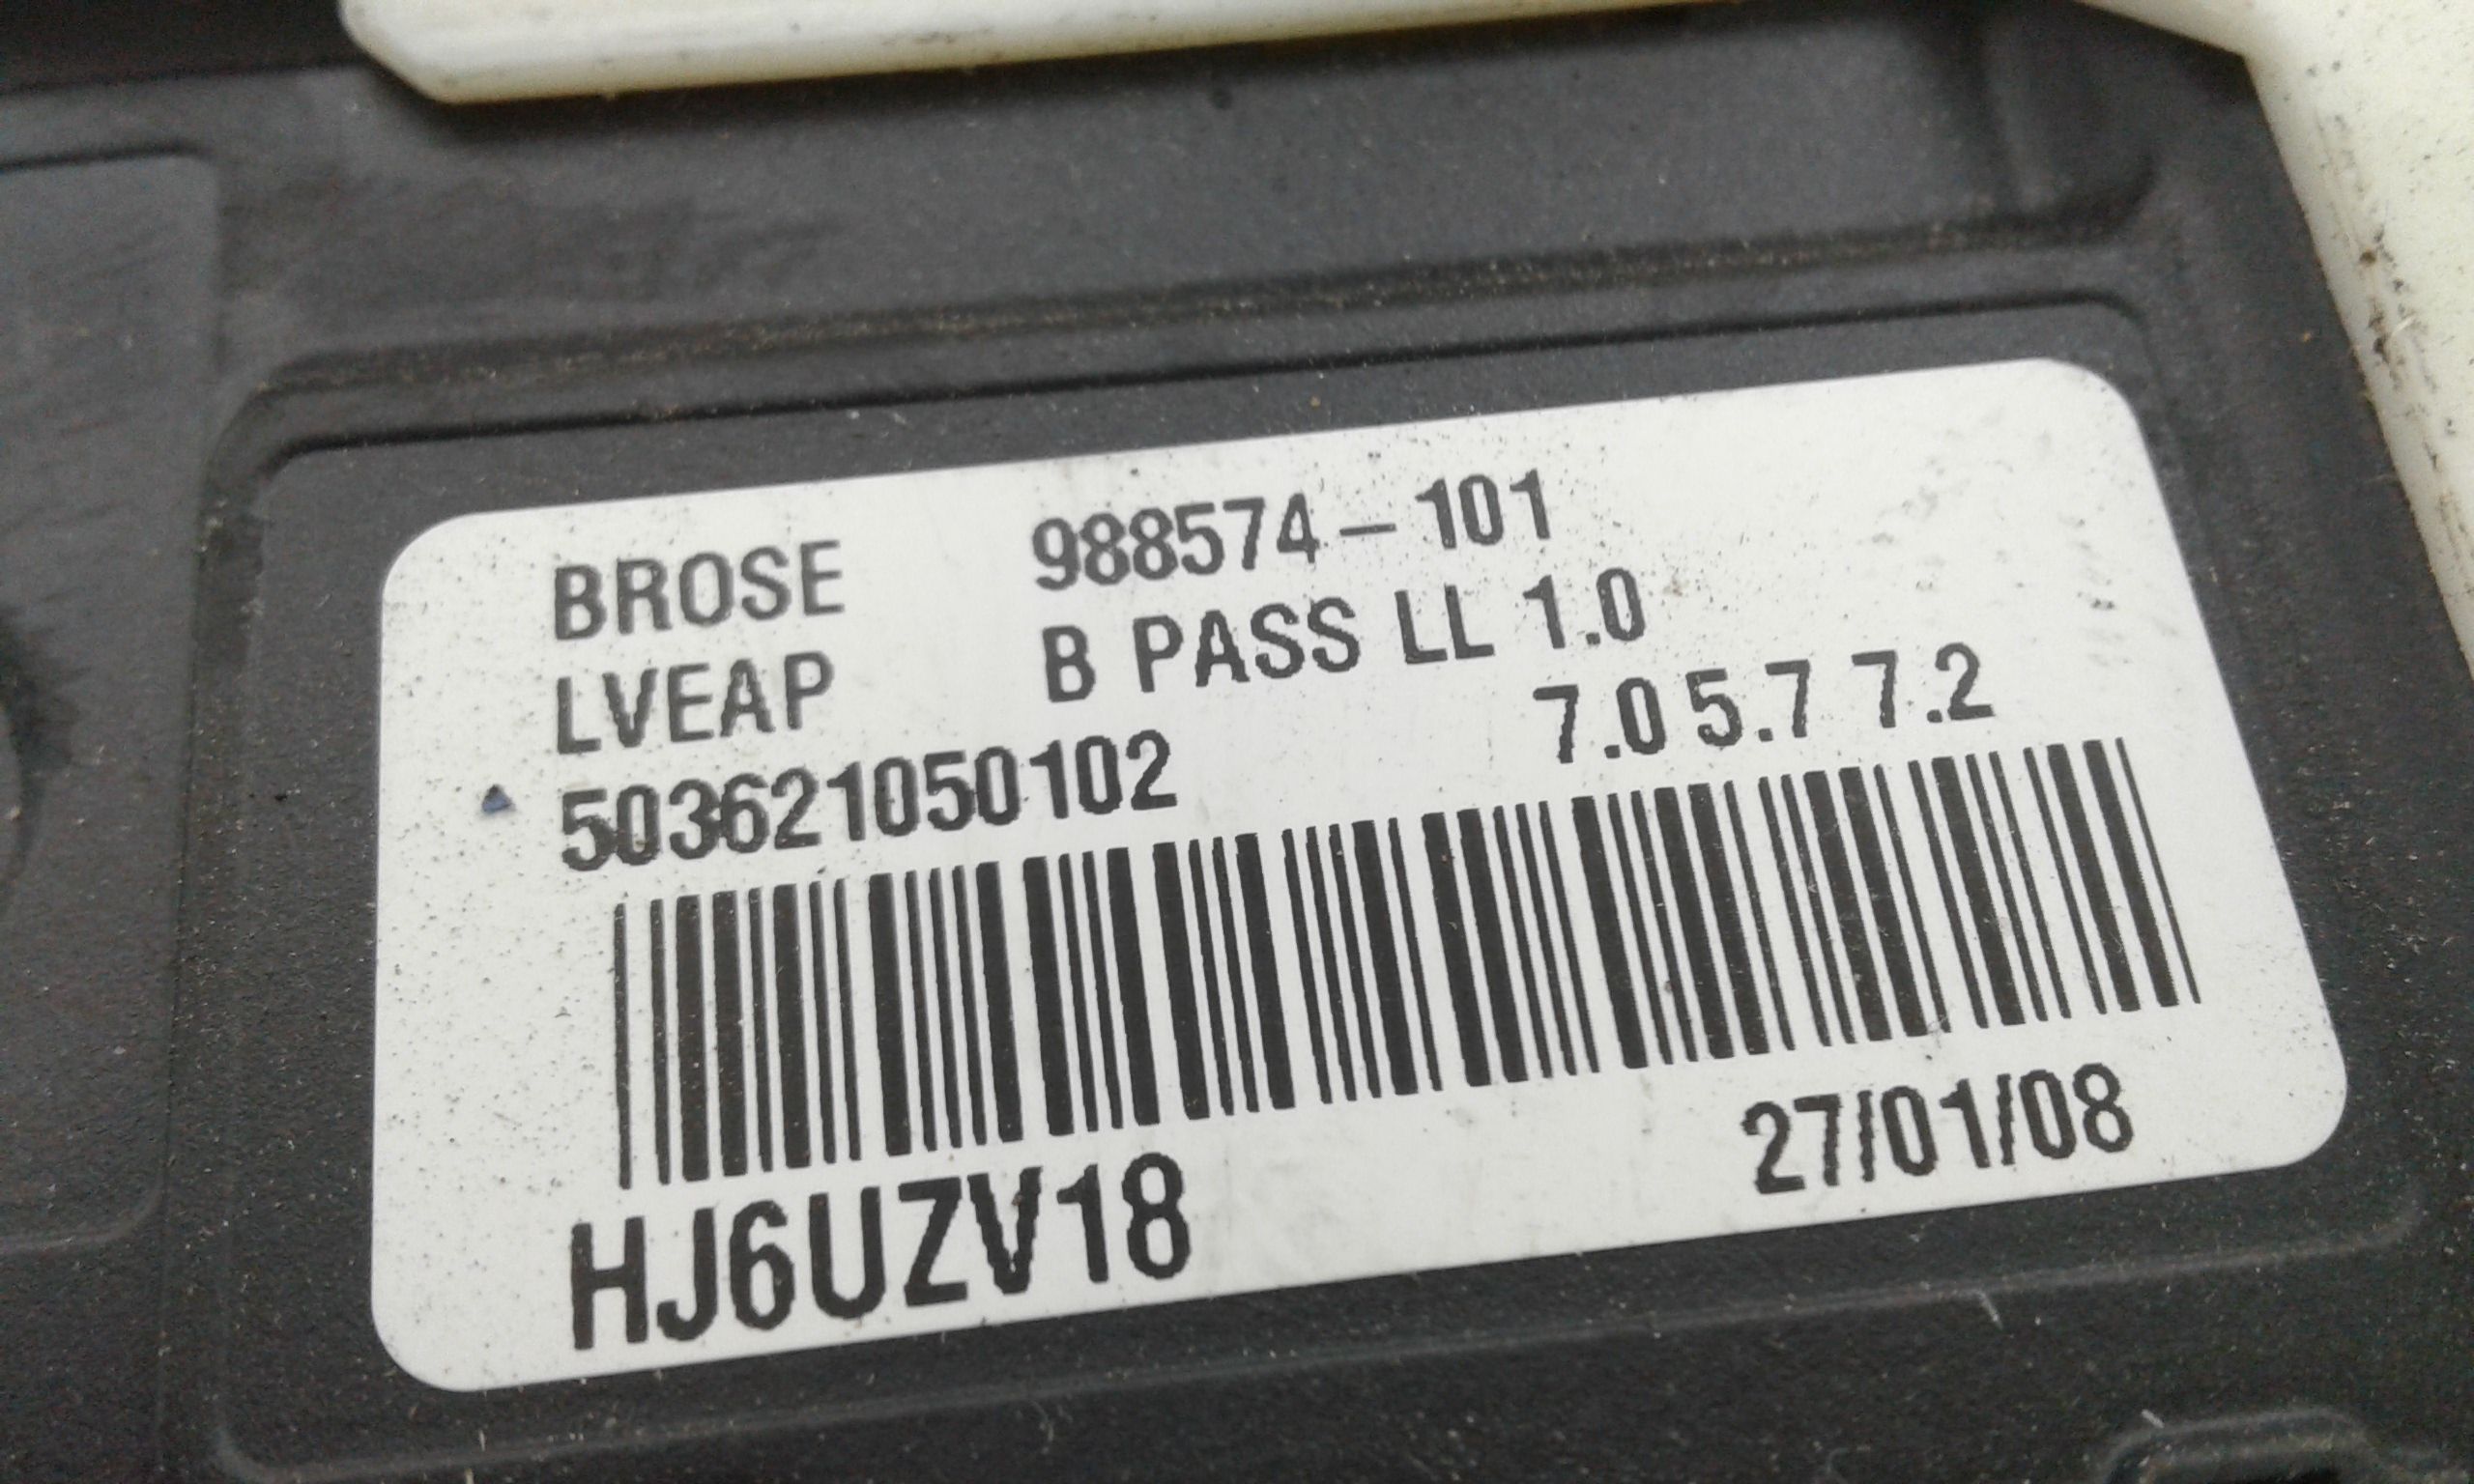 BROSE 988574-101
LVEAP B PASS LL 1.0
503621050102 7.0 5.7 7.2
HJ6UZV18 27/01/08